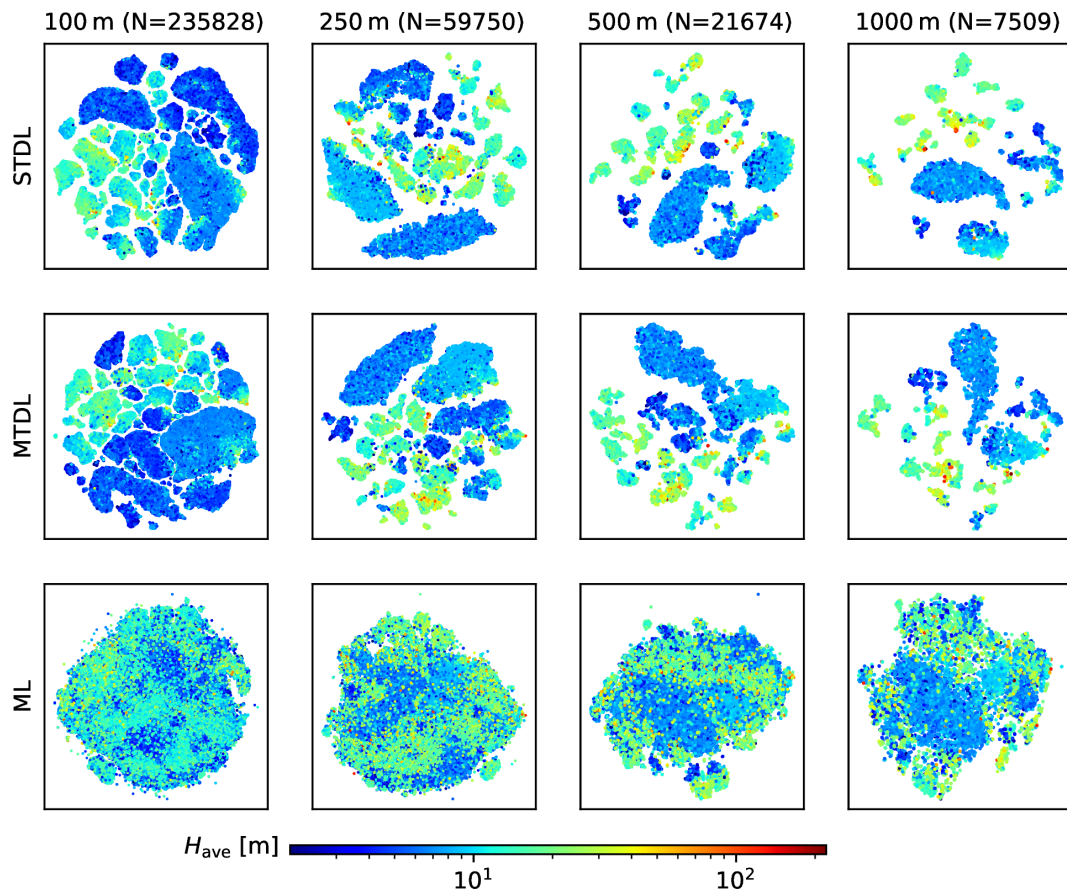 100 m (N=235828) 250 m (N=59750) 500 m (N=21674) 1000 m (N=7509)
STDL
MTDL
ML
H_ave [m]
10^1 10^2